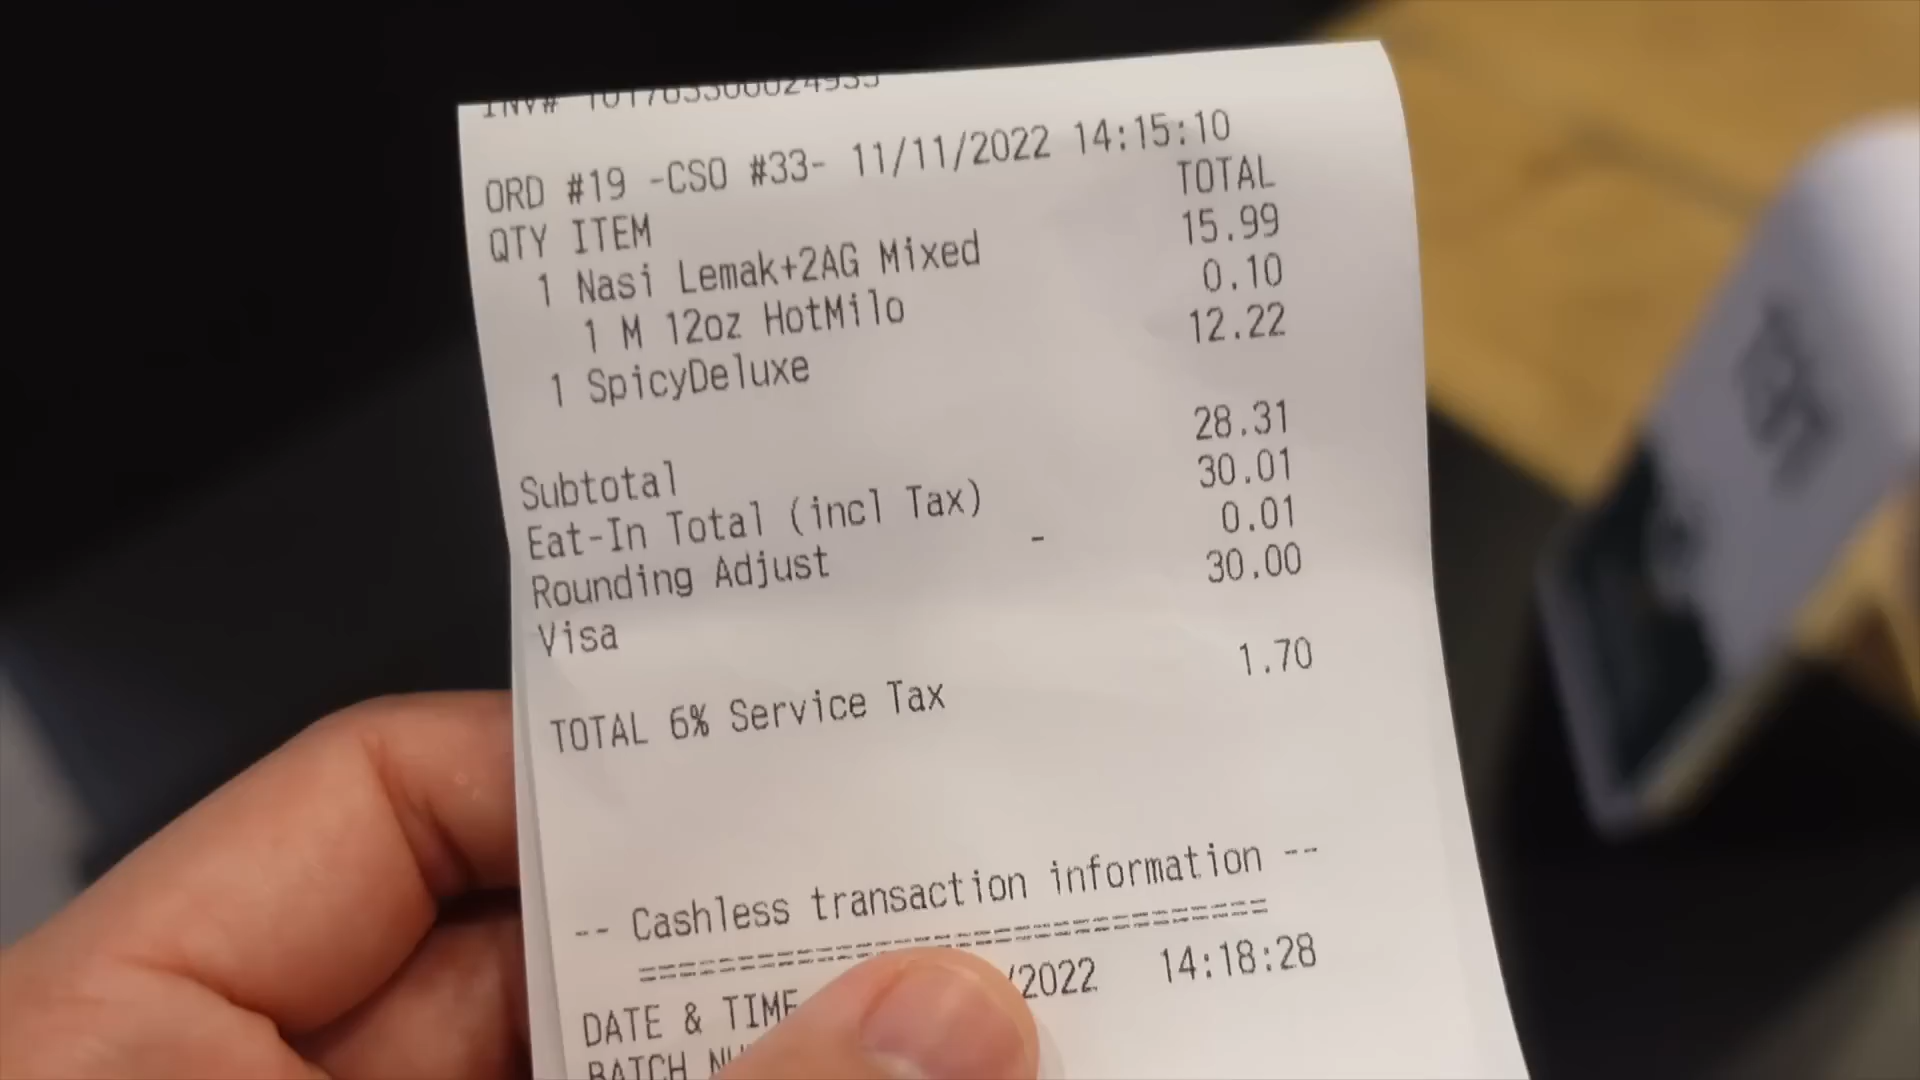 INV# 101703300024935
ORD #19 -CSO #33- 11/11/2022 14:15:10
QTY ITEM TOTAL
1 Nasi Lemak+2AG Mixed 15.99
1 M 12oz HotMilo 0.10
1 SpicyDeluxe 12.22
Subtotal 28.31
Eat-In Total (incl Tax) 30.01
Rounding Adjust - 0.01
Visa 30.00
TOTAL 6% Service Tax 1.70
-- Cashless transaction information --
DATE & TIME /2022 14:18:28
BATCH